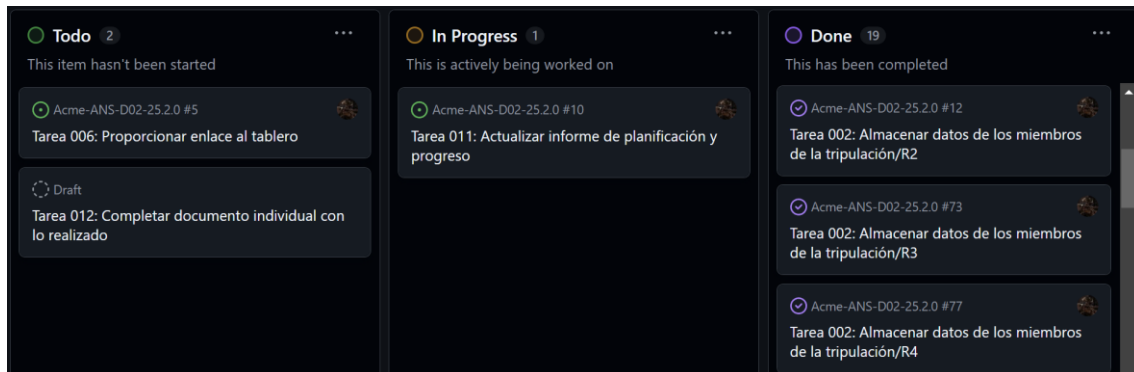 Todo 2
This item hasn't been started
Acme-ANS-D02-25.2.0 #5
Tarea 006: Proporcionar enlace al tablero
Draft
Tarea 012: Completar documento individual con
lo realizado
In Progress 1
This is actively being worked on
Acme-ANS-D02-25.2.0 #10
Tarea 011: Actualizar informe de planificación y
progreso
Done 19
This has been completed
Acme-ANS-D02-25.2.0 #12
Tarea 002: Almacenar datos de los miembros
de la tripulación/R2
Acme-ANS-D02-25.2.0 #73
Tarea 002: Almacenar datos de los miembros
de la tripulación/R3
Acme-ANS-D02-25.2.0 #77
Tarea 002: Almacenar datos de los miembros
de la tripulación/R4